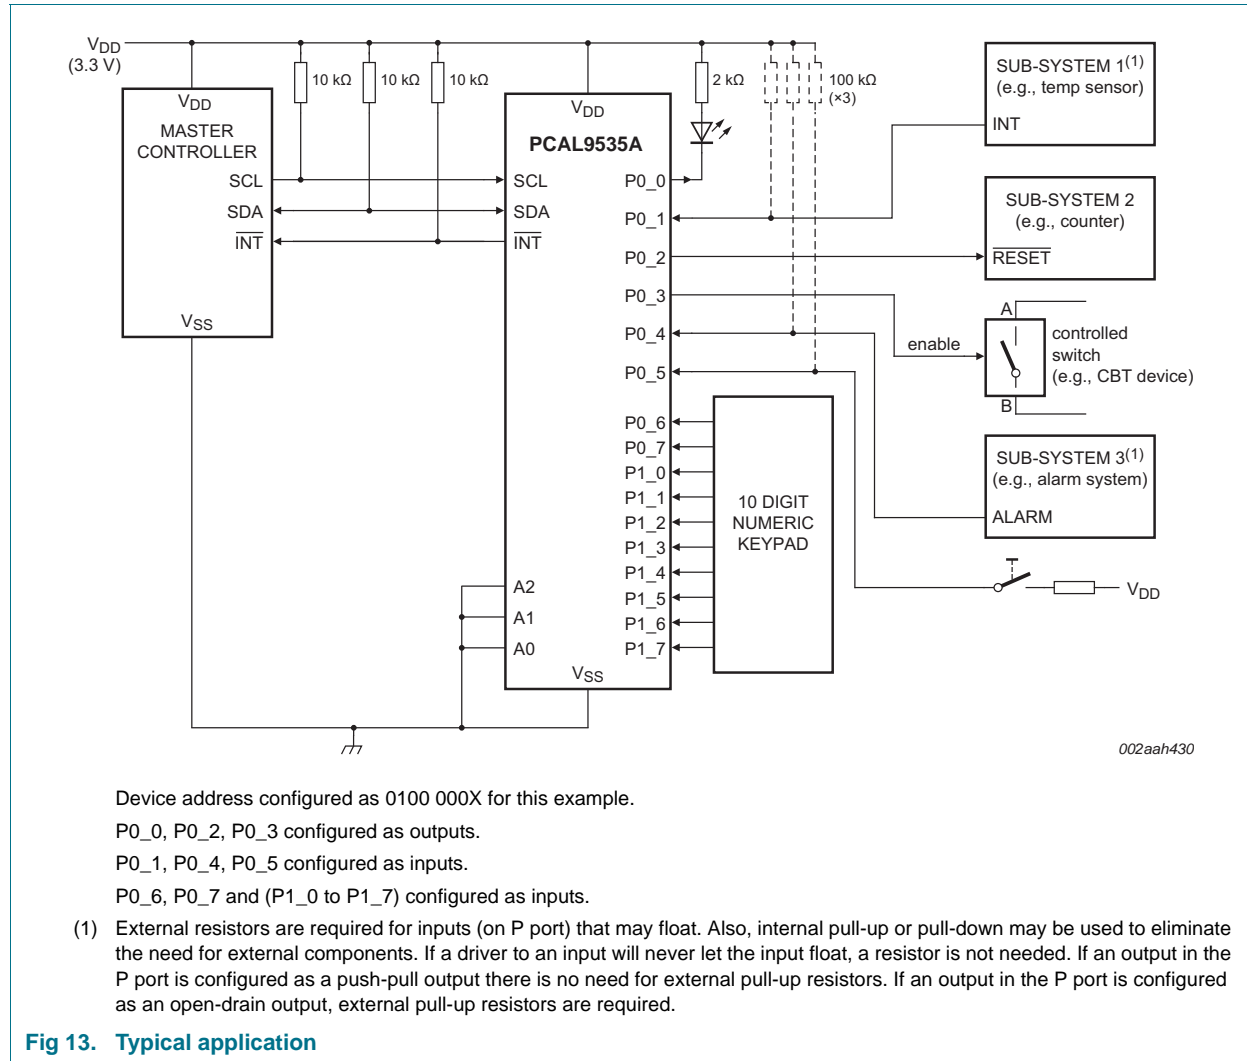 VDD
(3.3 V)
10 kΩ
10 kΩ
10 kΩ
2 kΩ
100 kΩ
(×3)
VDD
MASTER
CONTROLLER
SCL
SDA
INT
VSS
VDD
PCAL9535A
SCL
SDA
INT
A2
A1
A0
VSS
P0_0
P0_1
P0_2
P0_3
P0_4
P0_5
P0_6
P0_7
P1_0
P1_1
P1_2
P1_3
P1_4
P1_5
P1_6
P1_7
10 DIGIT
NUMERIC
KEYPAD
SUB-SYSTEM 1(1)
(e.g., temp sensor)
INT
SUB-SYSTEM 2
(e.g., counter)
RESET
A
enable
controlled
switch
(e.g., CBT device)
B
SUB-SYSTEM 3(1)
(e.g., alarm system)
ALARM
VDD
002aah430
Device address configured as 0100 000X for this example.
P0_0, P0_2, P0_3 configured as outputs.
P0_1, P0_4, P0_5 configured as inputs.
P0_6, P0_7 and (P1_0 to P1_7) configured as inputs.
(1) External resistors are required for inputs (on P port) that may float. Also, internal pull-up or pull-down may be used to eliminate
the need for external components. If a driver to an input will never let the input float, a resistor is not needed. If an output in the
P port is configured as a push-pull output there is no need for external pull-up resistors. If an output in the P port is configured
as an open-drain output, external pull-up resistors are required.
Fig 13. Typical application